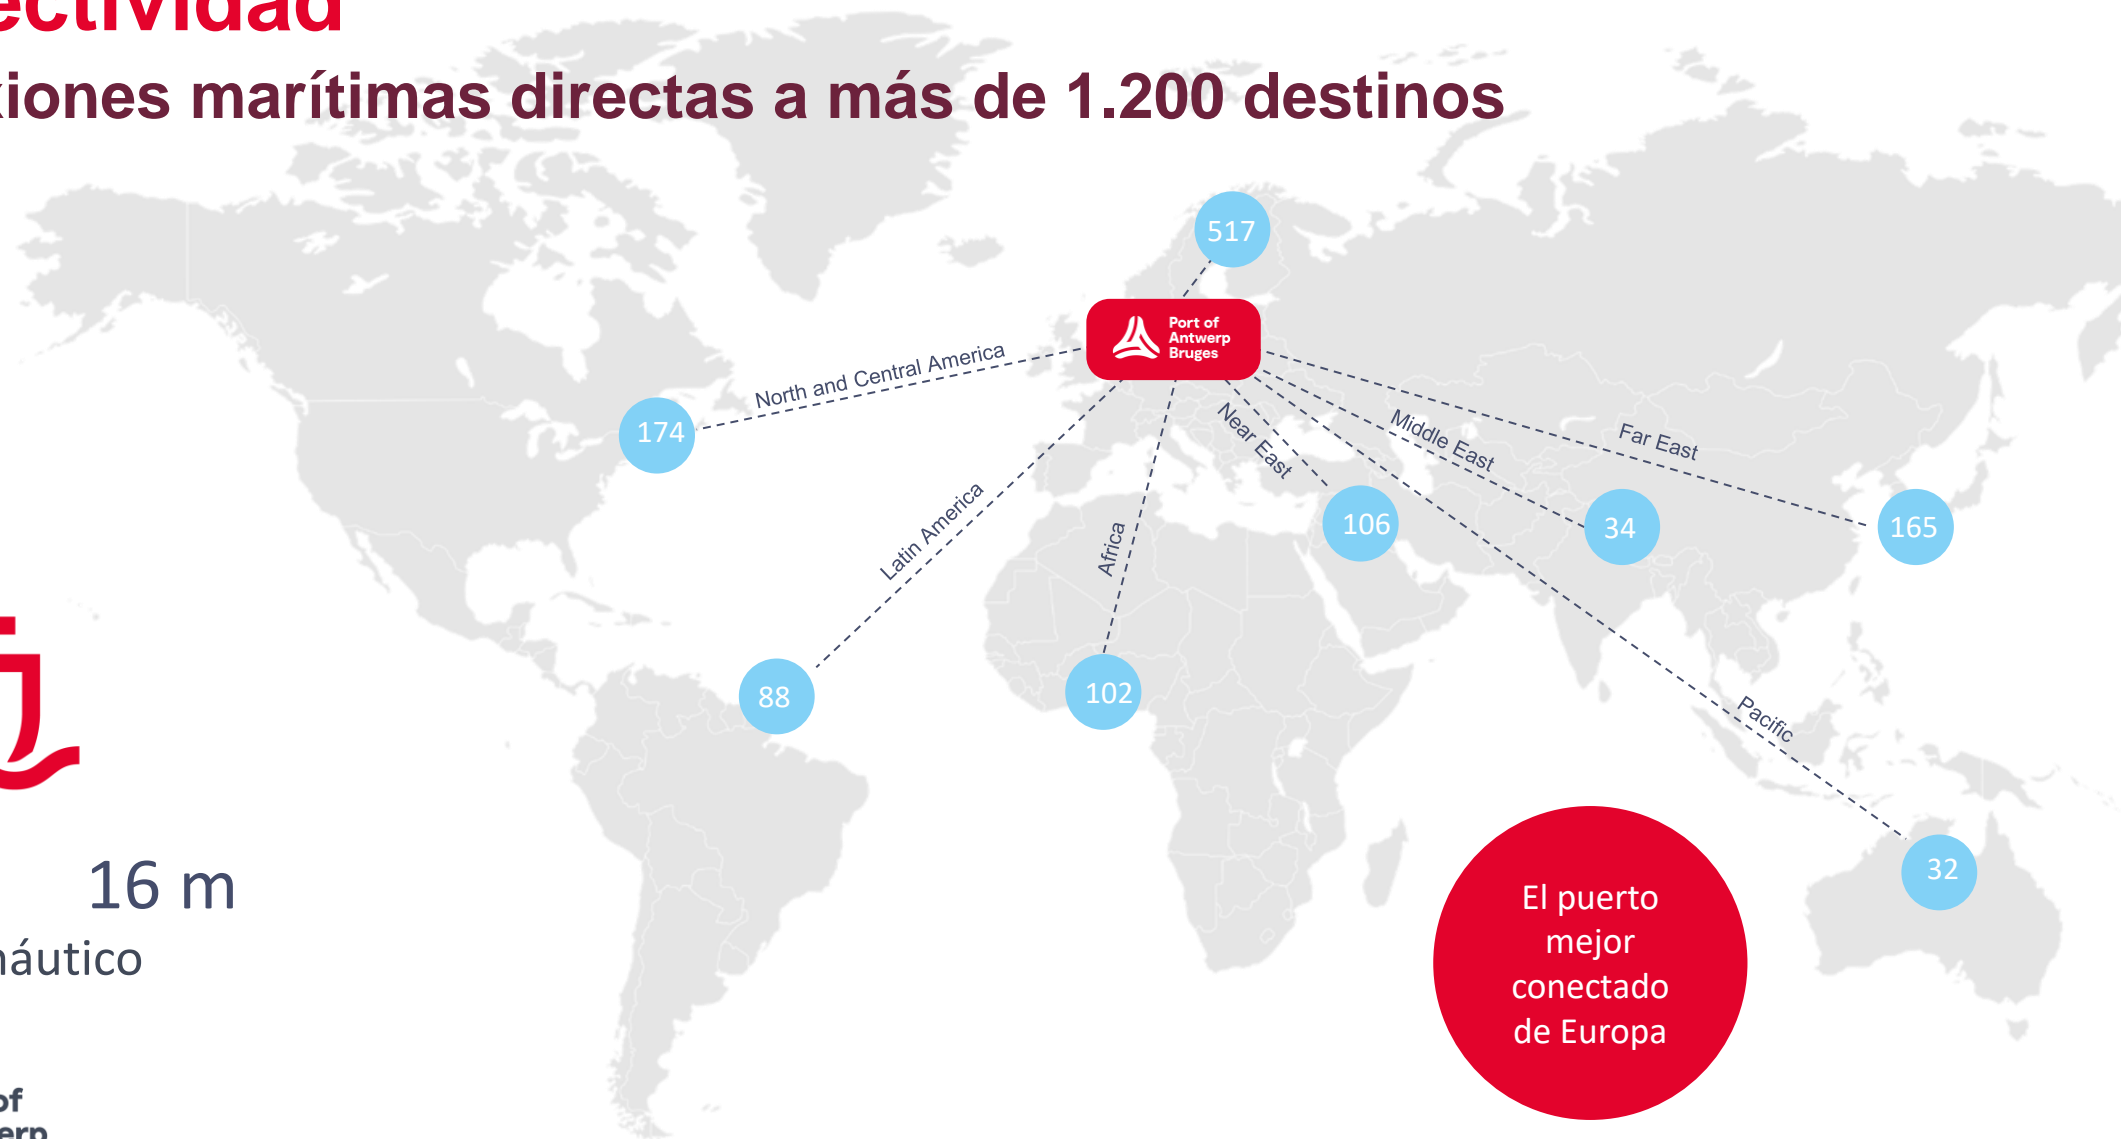 ectividad
xiones marítimas directas a más de 1.200 destinos
517
Port of
Antwerp
Bruges
North and Central America
174
Latin America
88
Africa
102
Near East
106
Middle East
34
Far East
165
Pacific
32
16 m
náutico
El puerto
mejor
conectado
de Europa
of
erp